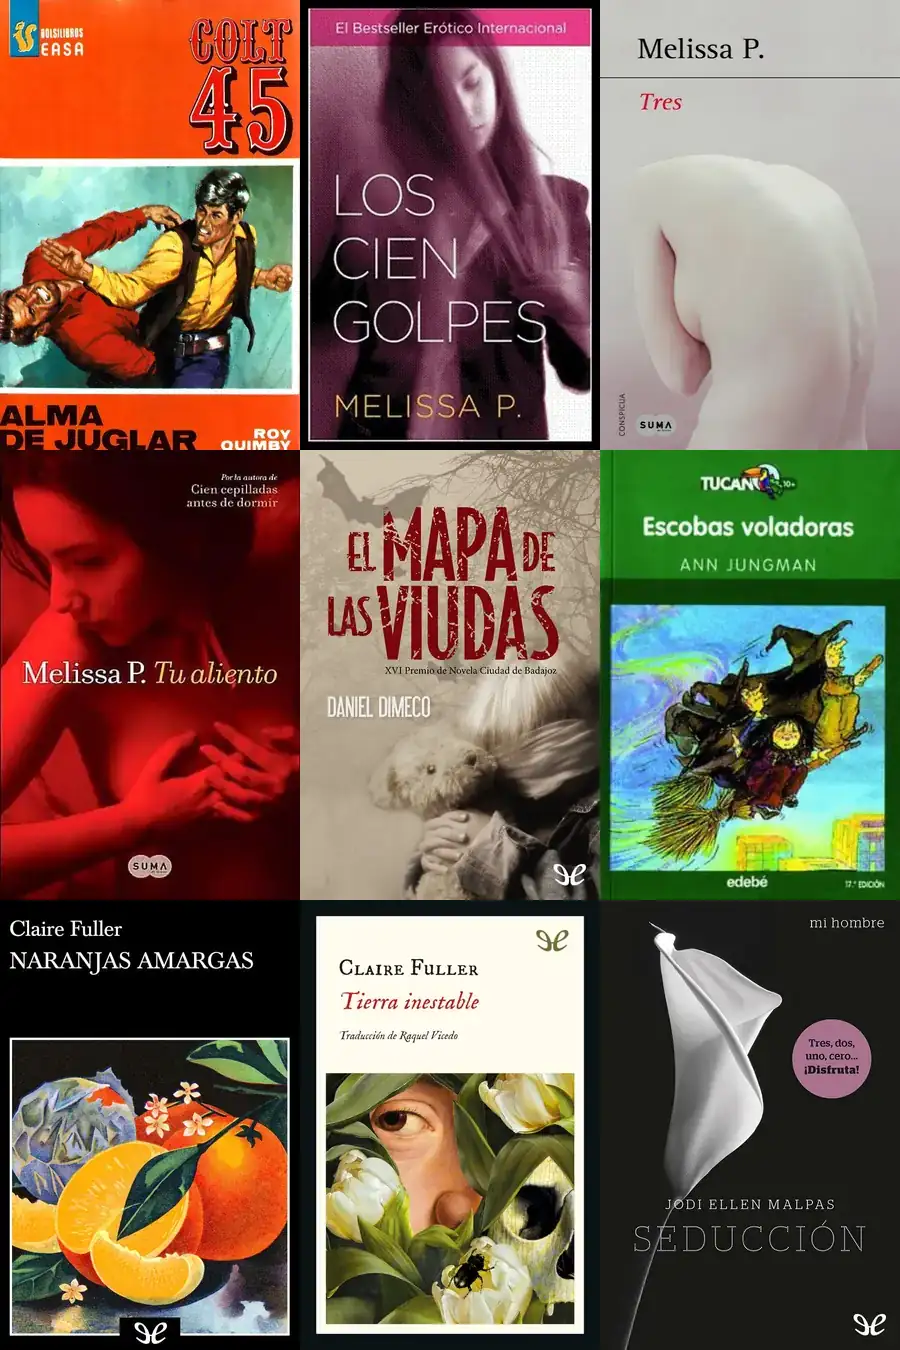 BOLSILIBROS
EASA
COLT
45
ALMA
DE JUGLAR
ROY
QUIMBY
El Bestseller Erótico Internacional
LOS
CIEN
GOLPES
MELISSA P.
Melissa P.
Tres
CONSPICUA
SUMA
Por la autora de
Cien cepilladas
antes de dormir
Melissa P. Tu aliento
SUMA
EL MAPA DE
LAS VIUDAS
XVI Premio de Novela Ciudad de Badajoz
DANIEL DIMECO
TUCAN 10+
Escobas voladoras
ANN JUNGMAN
edebé
17.ª EDICIÓN
Claire Fuller
NARANJAS AMARGAS
CLAIRE FULLER
Tierra inestable
Traducción de Raquel Vicedo
mi hombre
Tres, dos,
uno, cero...
¡Disfruta!
JODI ELLEN MALPAS
SEDUCCIÓN